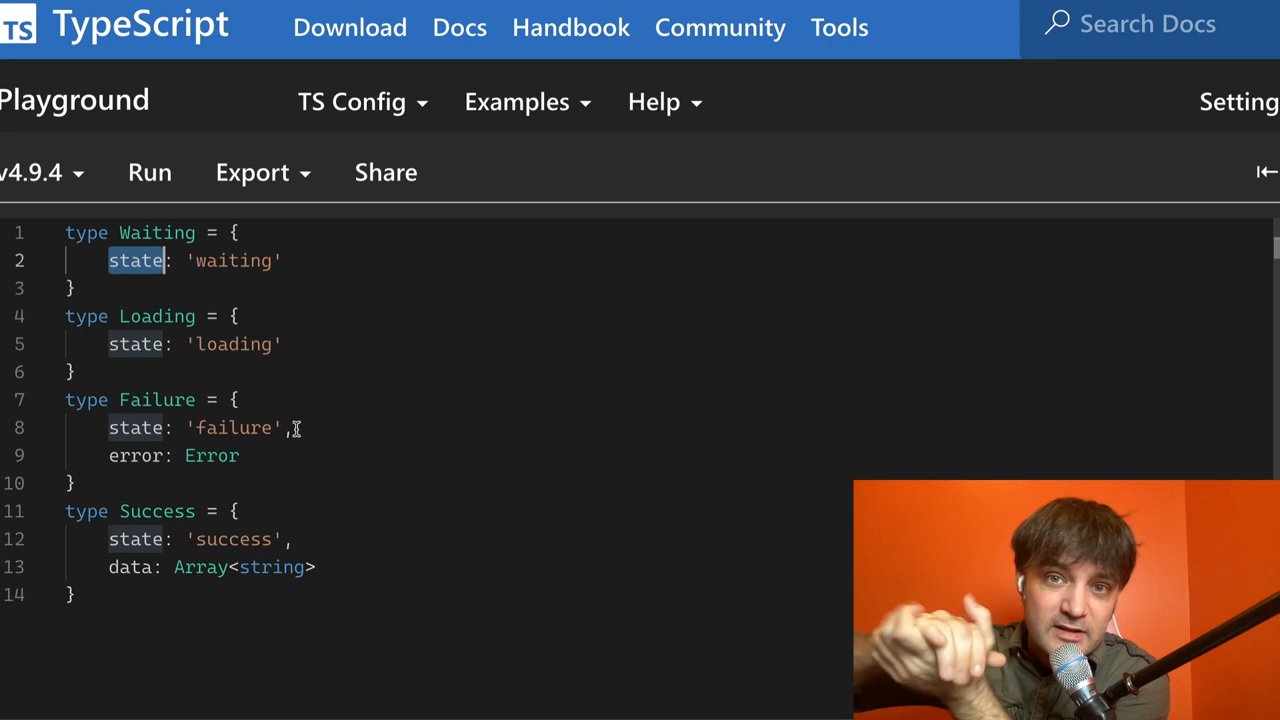 TS TypeScript Download Docs Handbook Community Tools Search Docs
Playground TS Config Examples Help Setting
v4.9.4 Run Export Share
1 type Waiting = {
2 state: 'waiting'
3 }
4 type Loading = {
5 state: 'loading'
6 }
7 type Failure = {
8 state: 'failure',
9 error: Error
10 }
11 type Success = {
12 state: 'success',
13 data: Array<string>
14 }